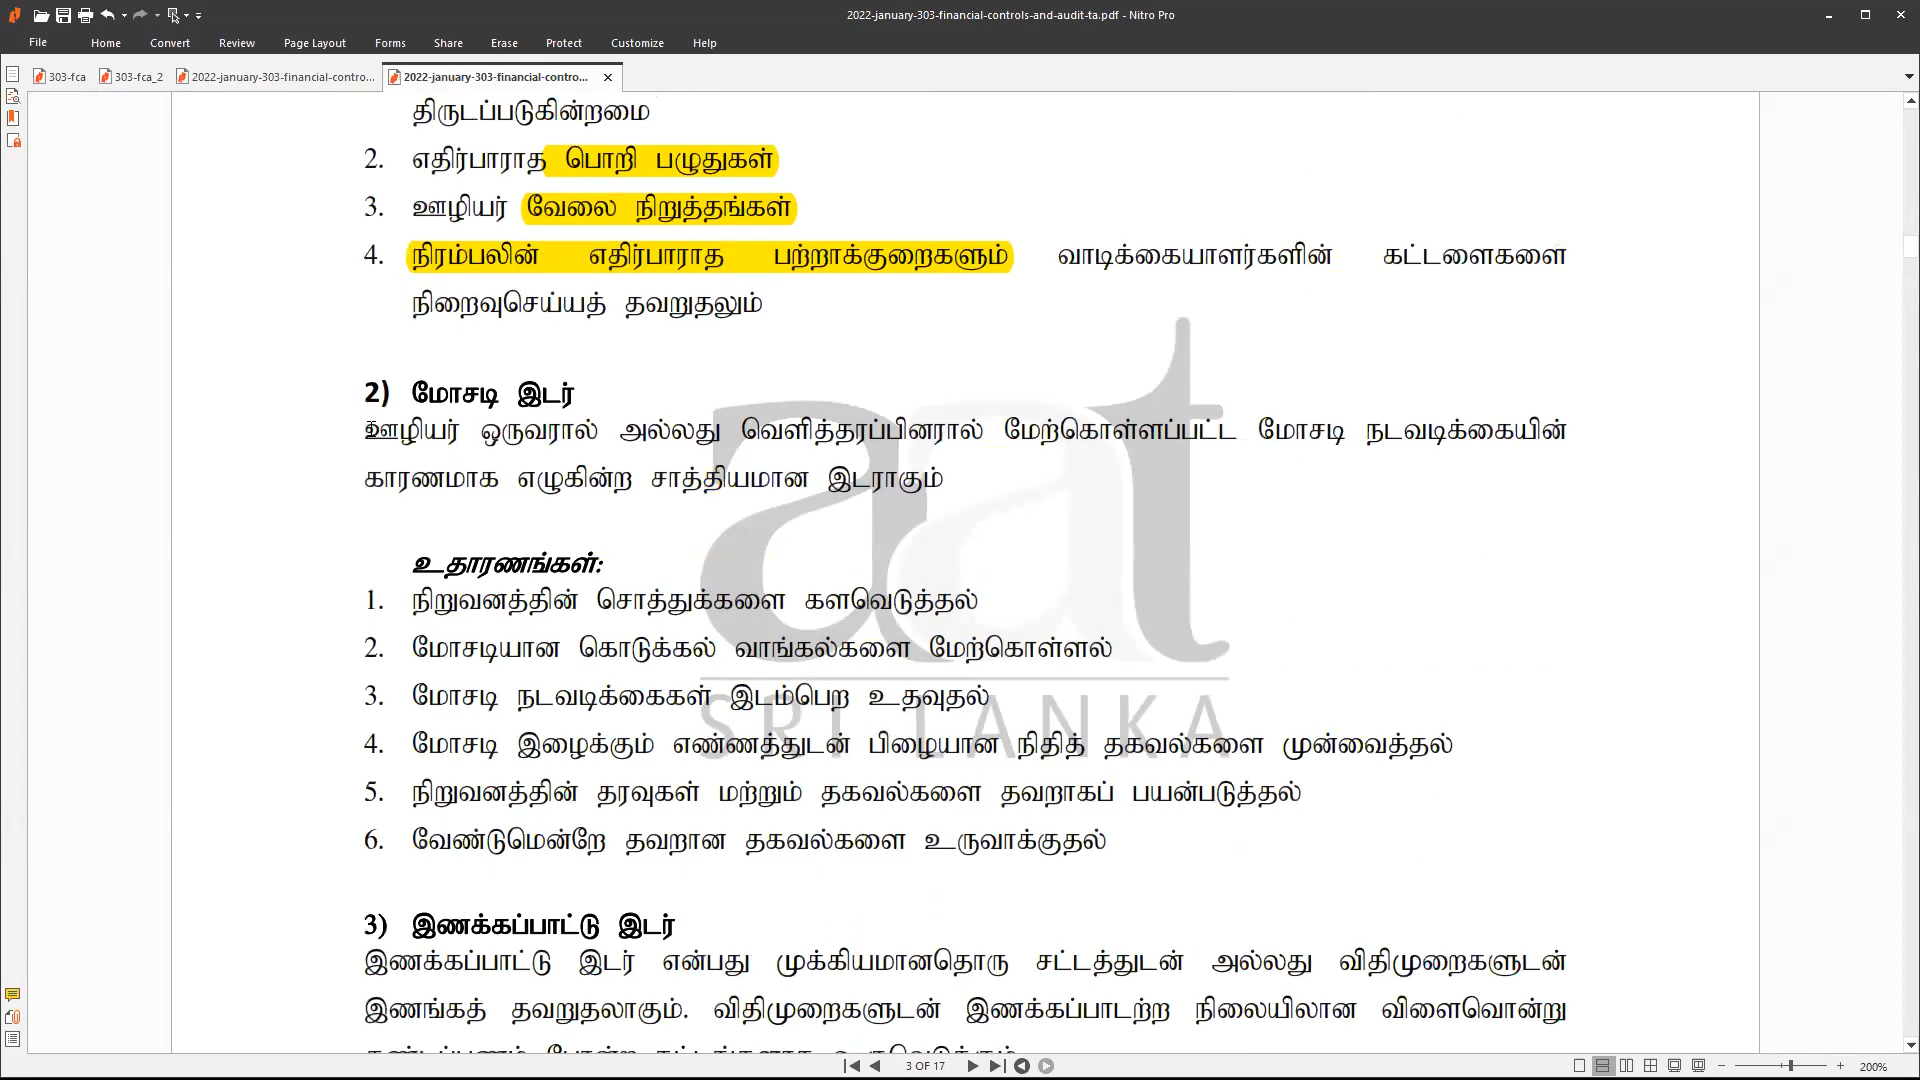 2022-january-303-financial-controls-and-audit-ta.pdf - Nitro Pro
File Home Convert Review Page Layout Forms Share Erase Protect Customize Help
303-fca 303-fca_2 2022-january-303-financial-contro... 2022-january-303-financial-contro...
திருடப்படுகின்றமை
2. எதிர்பாராத பொறி பழுதுகள்
3. ஊழியர் வேலை நிறுத்தங்கள்
4. நிரம்பலின் எதிர்பாராத பற்றாக்குறைகளும் வாடிக்கையாளர்களின் கட்டளைகளை
நிறைவுசெய்யத் தவறுதலும்
2) மோசடி இடர்
ஊழியர் ஒருவரால் அல்லது வெளித்தரப்பினரால் மேற்கொள்ளப்பட்ட மோசடி நடவடிக்கையின்
காரணமாக எழுகின்ற சாத்தியமான இடராகும்
உதாரணங்கள்:
1. நிறுவனத்தின் சொத்துக்களை களவெடுத்தல்
2. மோசடியான கொடுக்கல் வாங்கல்களை மேற்கொள்ளல்
3. மோசடி நடவடிக்கைகள் இடம்பெற உதவுதல்
4. மோசடி இழைக்கும் எண்ணத்துடன் பிழையான நிதித் தகவல்களை முன்வைத்தல்
5. நிறுவனத்தின் தரவுகள் மற்றும் தகவல்களை தவறாகப் பயன்படுத்தல்
6. வேண்டுமென்றே தவறான தகவல்களை உருவாக்குதல்
aat
SRI LANKA
3) இணக்கப்பாட்டு இடர்
இணக்கப்பாட்டு இடர் என்பது முக்கியமானதொரு சட்டத்துடன் அல்லது விதிமுறைகளுடன்
இணங்கத் தவறுதலாகும். விதிமுறைகளுடன் இணக்கப்பாடற்ற நிலையிலான விளைவொன்று
3 OF 17
200%